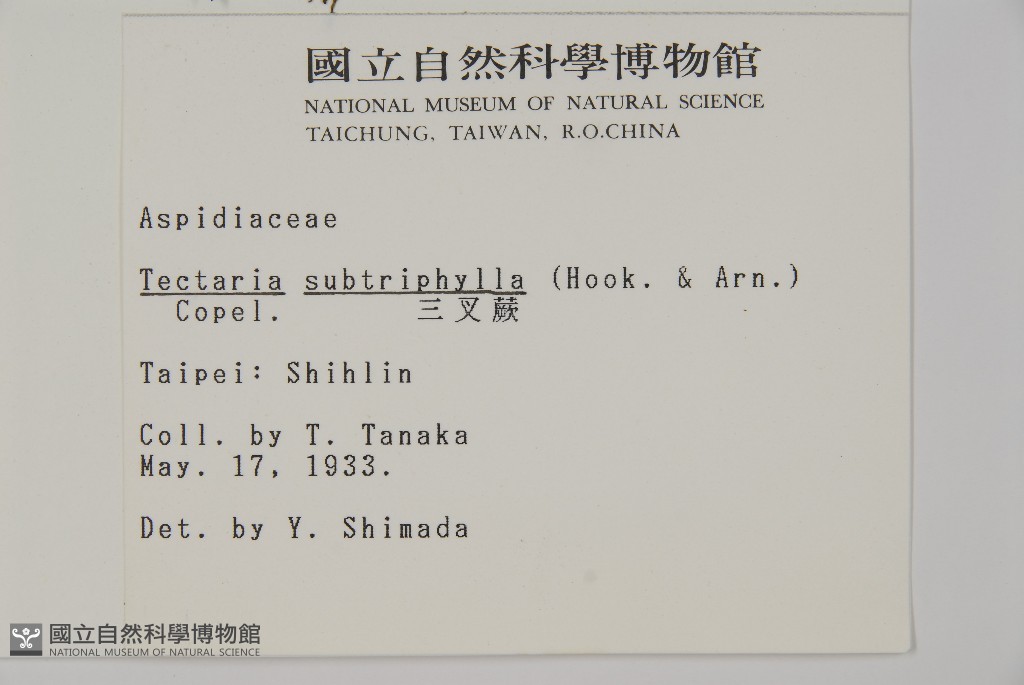 國立自然科學博物館
NATIONAL MUSEUM OF NATURAL SCIENCE
TAICHUNG, TAIWAN, R.O.CHINA
Aspidiaceae
Tectaria subtriphylla (Hook. & Arn.)
Copel. 三叉蕨
Taipei: Shihlin
Coll. by T. Tanaka
May. 17, 1933.
Det. by Y. Shimada
國立自然科學博物館
NATIONAL MUSEUM OF NATURAL SCIENCE